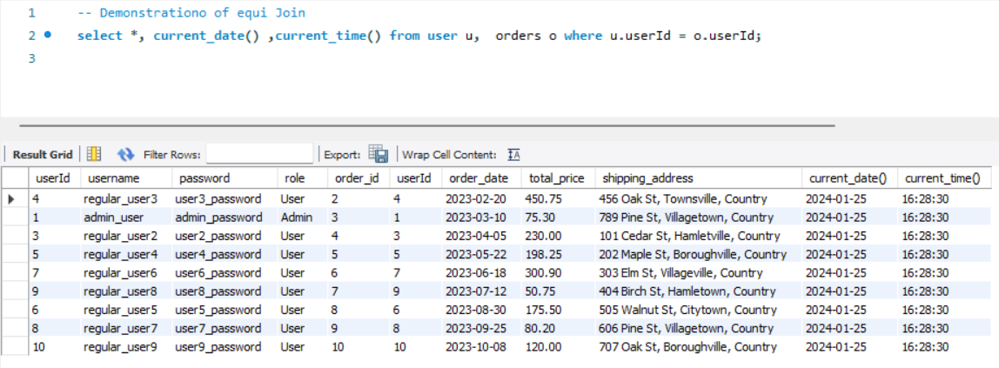 1 -- Demonstrationo of equi Join
2 select *, current_date() ,current_time() from user u, orders o where u.userId = o.userId;
3
Result Grid Filter Rows: Export: Wrap Cell Content: IA
userId username password role order_id userId order_date total_price shipping_address current_date() current_time()
4 regular_user3 user3_password User 2 4 2023-02-20 450.75 456 Oak St, Townsville, Country 2024-01-25 16:28:30
1 admin_user admin_password Admin 3 1 2023-03-10 75.30 789 Pine St, Villagetown, Country 2024-01-25 16:28:30
3 regular_user2 user2_password User 4 3 2023-04-05 230.00 101 Cedar St, Hamletville, Country 2024-01-25 16:28:30
5 regular_user4 user4_password User 5 5 2023-05-22 198.25 202 Maple St, Boroughville, Country 2024-01-25 16:28:30
7 regular_user6 user6_password User 6 7 2023-06-18 300.90 303 Elm St, Villageville, Country 2024-01-25 16:28:30
9 regular_user8 user8_password User 7 9 2023-07-12 50.75 404 Birch St, Hamletown, Country 2024-01-25 16:28:30
6 regular_user5 user5_password User 8 6 2023-08-30 175.50 505 Walnut St, Citytown, Country 2024-01-25 16:28:30
8 regular_user7 user7_password User 9 8 2023-09-25 80.20 606 Pine St, Villagetown, Country 2024-01-25 16:28:30
10 regular_user9 user9_password User 10 10 2023-10-08 120.00 707 Oak St, Boroughville, Country 2024-01-25 16:28:30